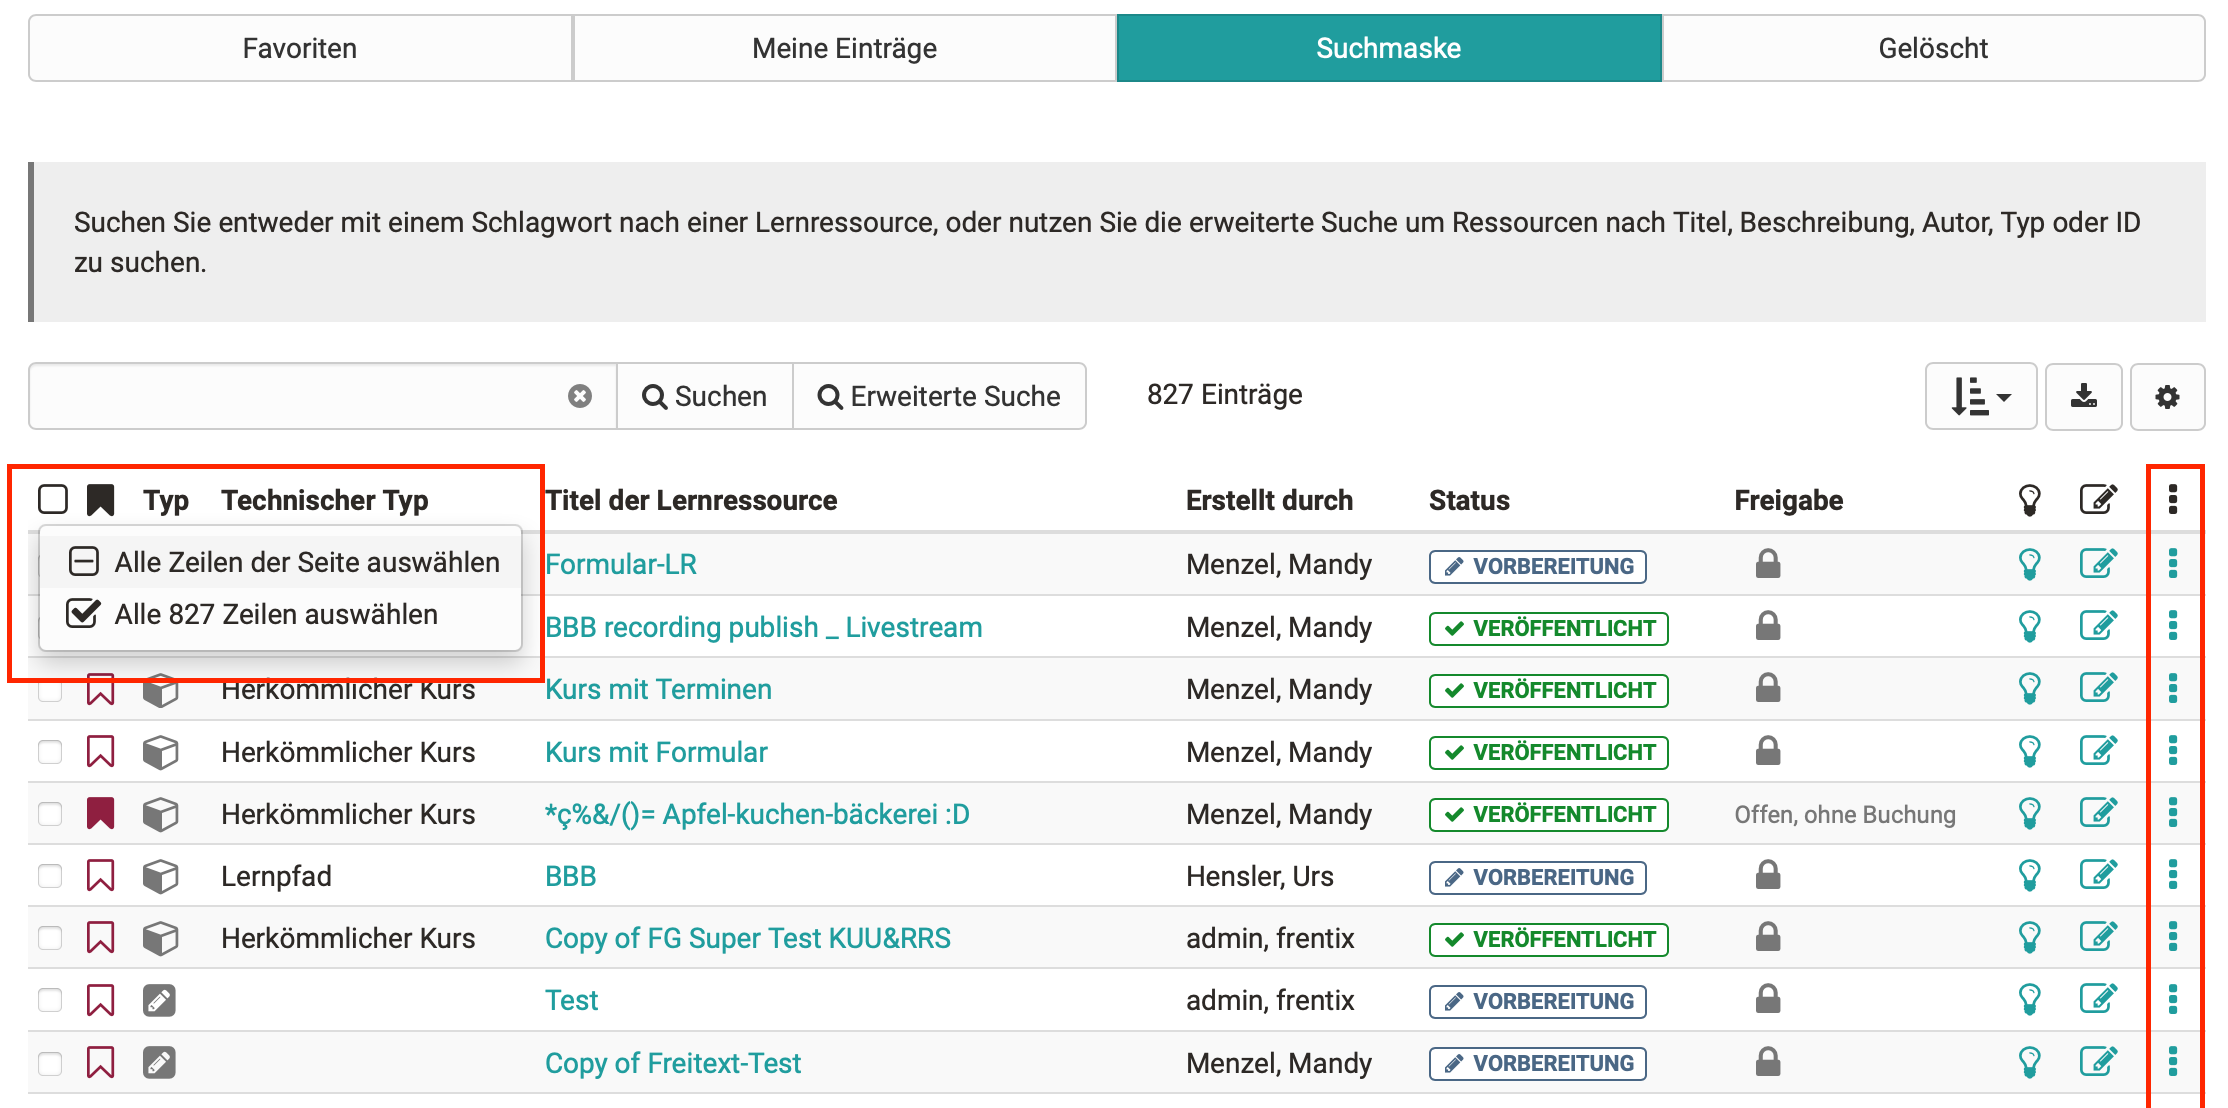 Favoriten Meine Einträge Suchmaske Gelöscht
Suchen Sie entweder mit einem Schlagwort nach einer Lernressource, oder nutzen Sie die erweiterte Suche um Ressourcen nach Titel, Beschreibung, Autor, Typ oder ID
zu suchen.
Suchen Erweiterte Suche 827 Einträge
Typ Technischer Typ Titel der Lernressource Erstellt durch Status Freigabe
Alle Zeilen der Seite auswählen Formular-LR Menzel, Mandy VORBEREITUNG
Alle 827 Zeilen auswählen BBB recording publish _ Livestream Menzel, Mandy VERÖFFENTLICHT
Herkömmlicher Kurs Kurs mit Terminen Menzel, Mandy VERÖFFENTLICHT
Herkömmlicher Kurs Kurs mit Formular Menzel, Mandy VERÖFFENTLICHT
Herkömmlicher Kurs *ç%&/()= Apfel-kuchen-bäckerei :D Menzel, Mandy VERÖFFENTLICHT Offen, ohne Buchung
Lernpfad BBB Hensler, Urs VORBEREITUNG
Herkömmlicher Kurs Copy of FG Super Test KUU&RRS admin, frentix VERÖFFENTLICHT
Test admin, frentix VORBEREITUNG
Copy of Freitext-Test Menzel, Mandy VORBEREITUNG